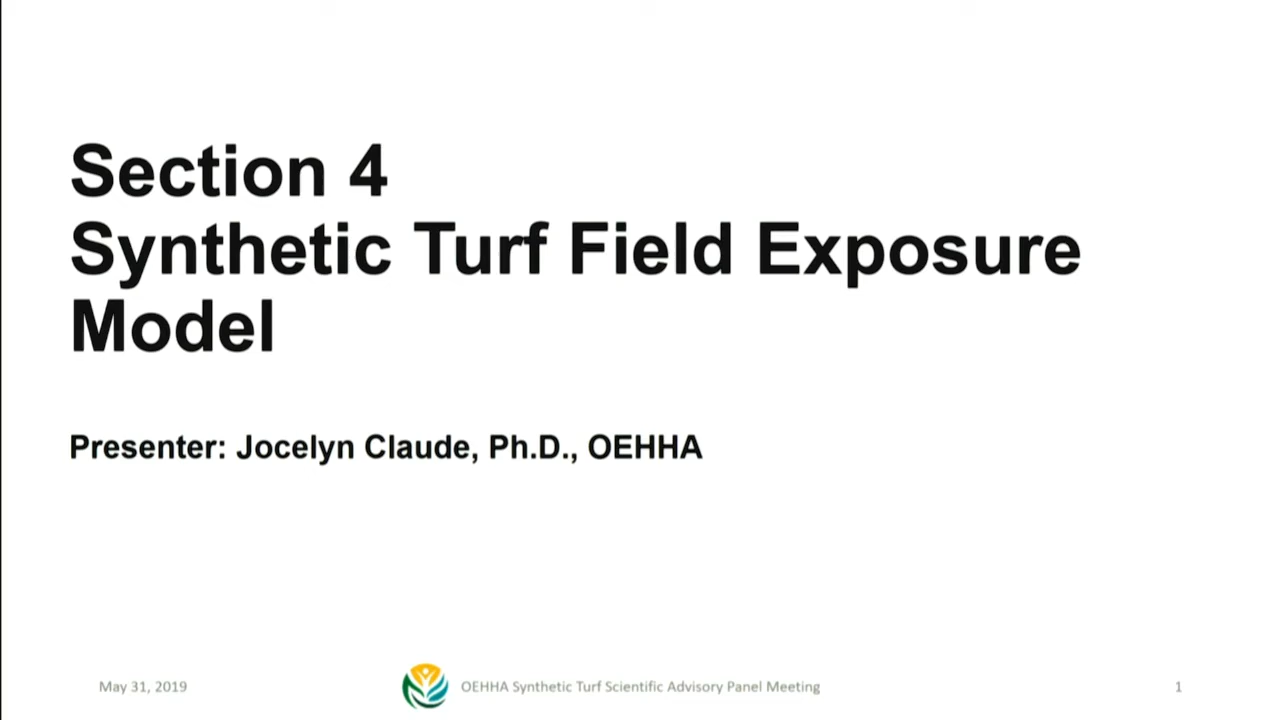 Section 4
Synthetic Turf Field Exposure
Model
Presenter: Jocelyn Claude, Ph.D., OEHHA
May 31, 2019
OEHHA Synthetic Turf Scientific Advisory Panel Meeting
1